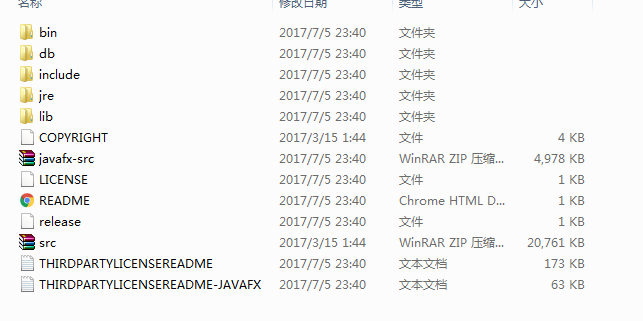 名称 修改日期 类型 大小
bin 2017/7/5 23:40 文件夹
db 2017/7/5 23:40 文件夹
include 2017/7/5 23:40 文件夹
jre 2017/7/5 23:40 文件夹
lib 2017/7/5 23:40 文件夹
COPYRIGHT 2017/3/15 1:44 文件 4 KB
javafx-src 2017/7/5 23:40 WinRAR ZIP 压缩... 4,978 KB
LICENSE 2017/7/5 23:40 文件 1 KB
README 2017/7/5 23:40 Chrome HTML D... 1 KB
release 2017/7/5 23:40 文件 1 KB
src 2017/3/15 1:44 WinRAR ZIP 压缩... 20,761 KB
THIRDPARTYLICENSEREADME 2017/7/5 23:40 文本文档 173 KB
THIRDPARTYLICENSEREADME-JAVAFX 2017/7/5 23:40 文本文档 63 KB